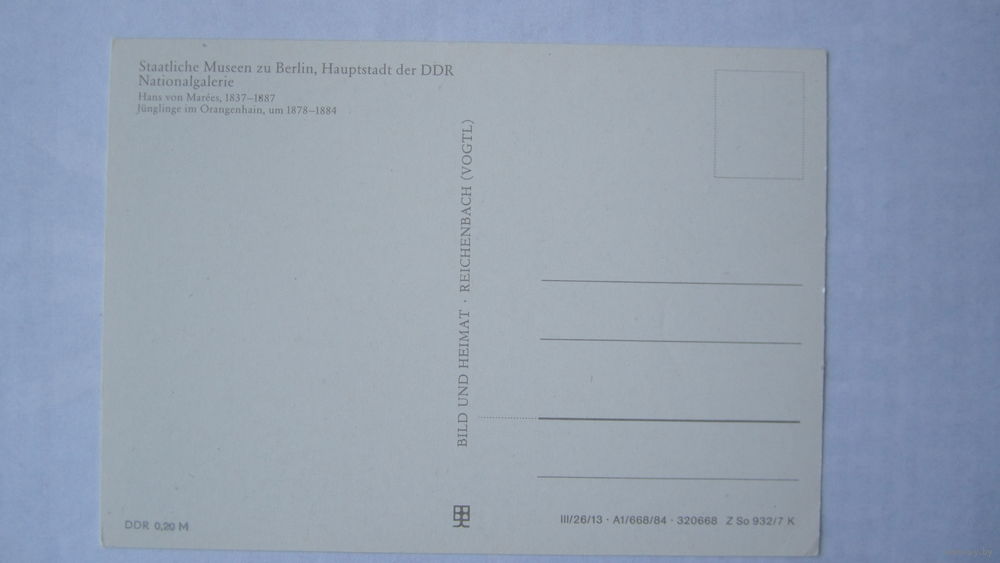 Staatliche Museen zu Berlin, Hauptstadt der DDR
Nationalgalerie
Hans von Marées, 1837–1887
Jünglinge im Orangenhain, um 1878–1884
BILD UND HEIMAT · REICHENBACH (VOGTL)
DDR 0,20 M
III/26/13 · A1/668/84 · 320668 Z So 932/7 K